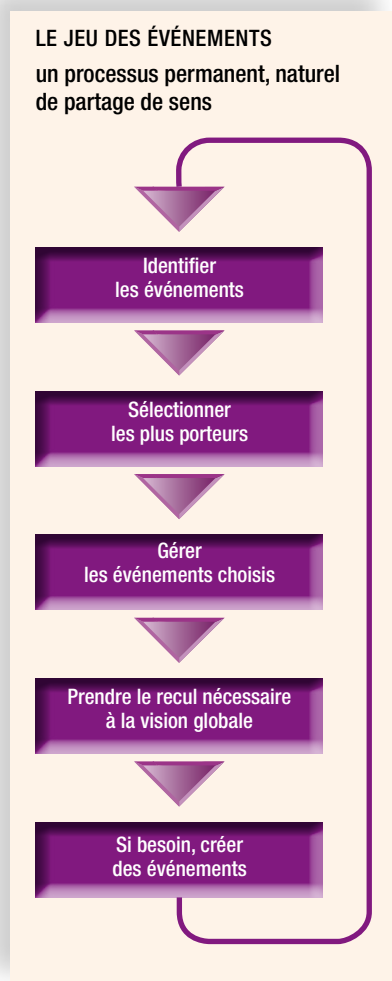 LE JEU DES ÉVÉNEMENTS
un processus permanent, naturel
de partage de sens
Identifier
les événements
Sélectionner
les plus porteurs
Gérer
les événements choisis
Prendre le recul nécessaire
à la vision globale
Si besoin, créer
des événements